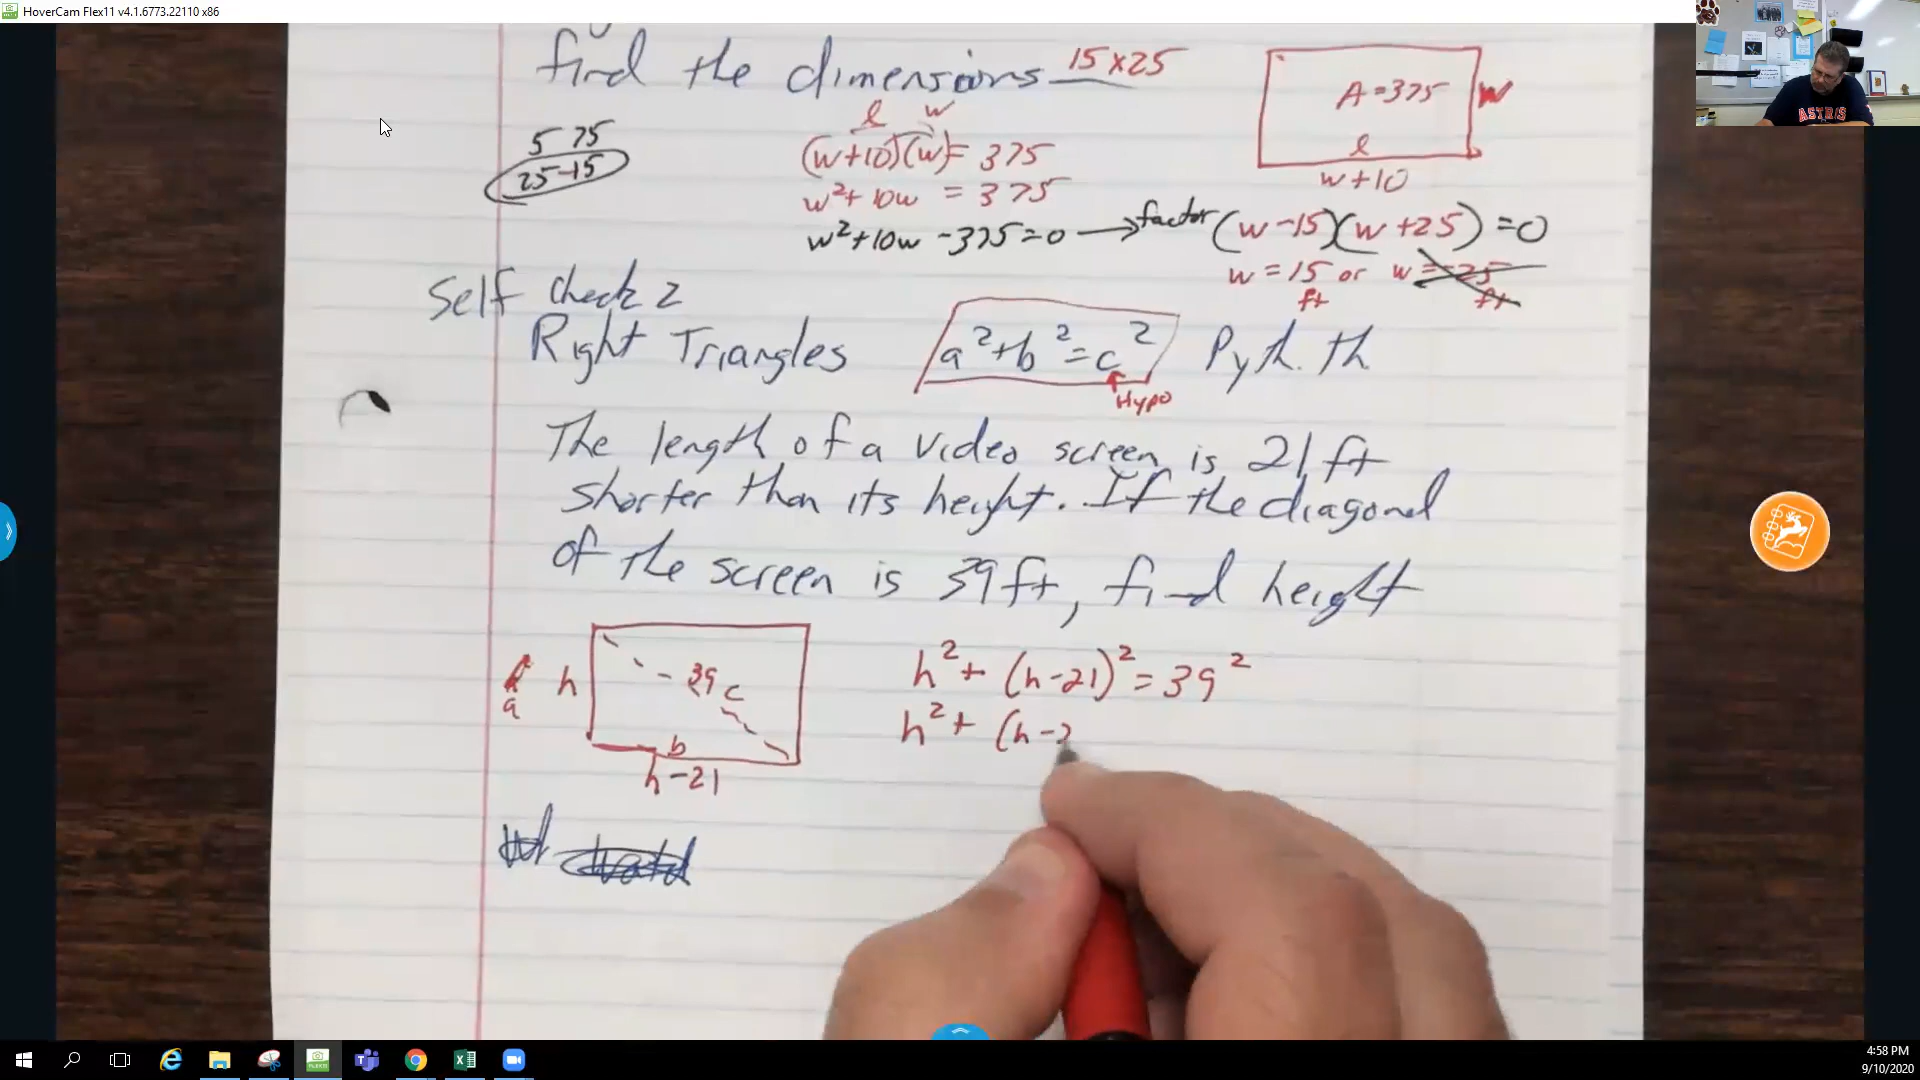 HoverCam Flex11 v4.1.6773.22110 x86
find the dimensions 15 x 25
A = 375 w
l
w + 10
5 75
25 -15
l w
(w+10)(w) = 375
w² + 10w = 375
w² + 10w - 375 = 0 → factor (w - 15)(w + 25) = 0
w = 15 or w = -25
ft ft
Self Check 2
Right Triangles a² + b² = c² Pyth. th
Hypo
The length of a video screen is 21 ft
shorter than its height. If the diagonal
of the screen is 39 ft, find height
a h 39 c
b
h - 21
h² + (h - 21)² = 39²
h² + (h - 2
ASTROS
4:58 PM
9/10/2020